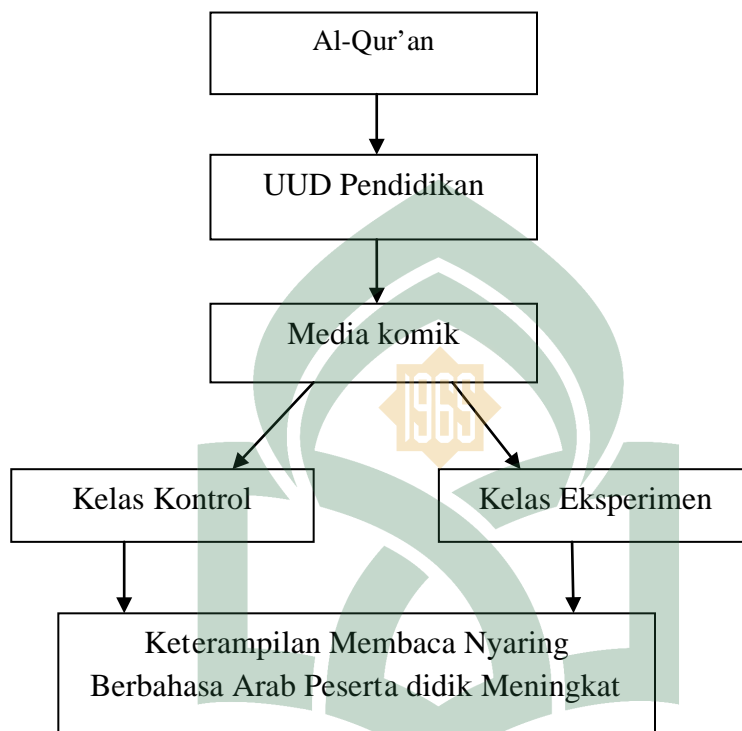 Al-Qur’an
UUD Pendidikan
Media komik
1965
Kelas Kontrol
Kelas Eksperimen
Keterampilan Membaca Nyaring
Berbahasa Arab Peserta didik Meningkat